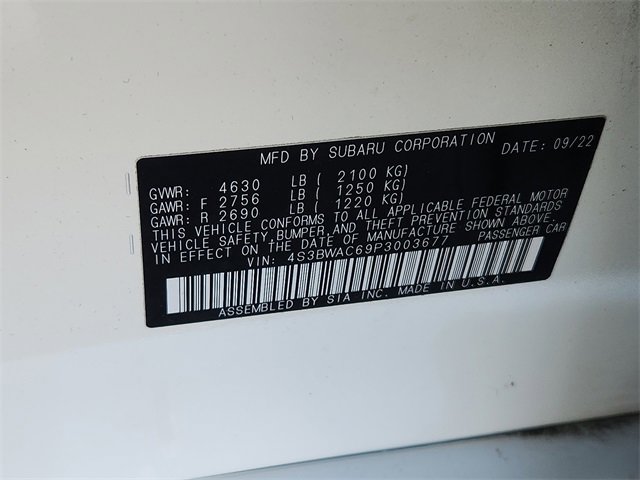 MFD BY SUBARU CORPORATION DATE: 09/22
GVWR: 4630 LB ( 2100 KG)
GAWR: F 2756 LB ( 1250 KG)
GAWR: R 2690 LB ( 1220 KG)
THIS VEHICLE CONFORMS TO ALL APPLICABLE FEDERAL MOTOR
VEHICLE SAFETY, BUMPER, AND THEFT PREVENTION STANDARDS
IN EFFECT ON THE DATE OF MANUFACTURE SHOWN ABOVE.
VIN: 4S3BWAC69P3003677 PASSENGER CAR
ASSEMBLED BY SIA INC. MADE IN U.S.A.